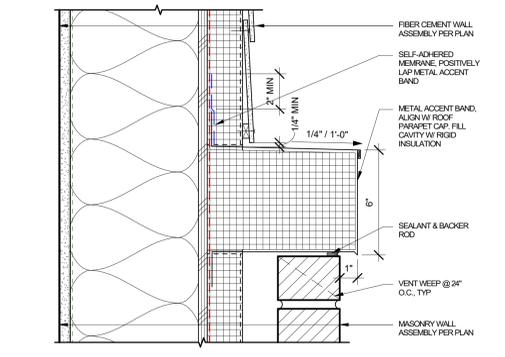 FIBER CEMENT WALL
ASSEMBLY PER PLAN
SELF-ADHERED
MEMRANE, POSITIVELY
LAP METAL ACCENT
BAND
2" MIN
1/4" MIN
1/4" / 1'-0"
METAL ACCENT BAND,
ALIGN W/ ROOF
PARAPET CAP. FILL
CAVITY W/ RIGID
INSULATION
6"
SEALANT & BACKER
ROD
1"
VENT WEEP @ 24"
O.C., TYP
MASONRY WALL
ASSEMBLY PER PLAN